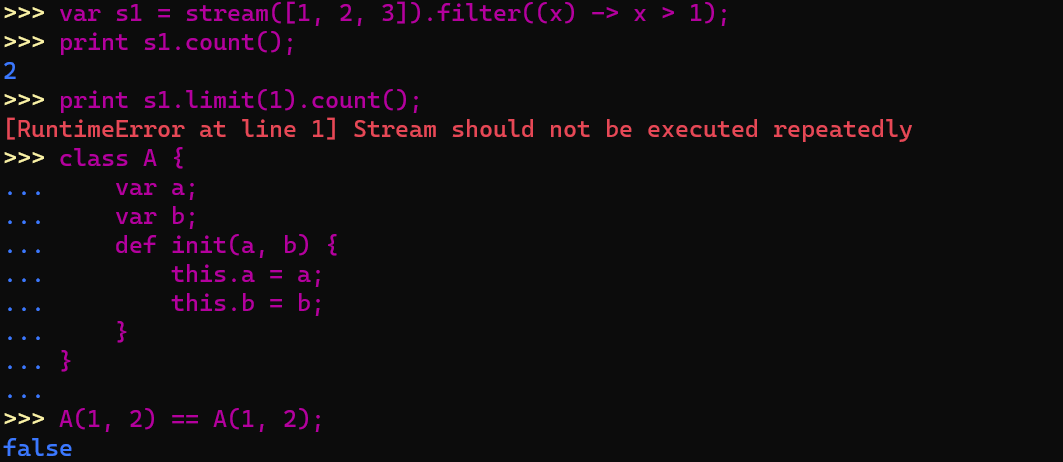 >>> var s1 = stream([1, 2, 3]).filter((x) -> x > 1);
>>> print s1.count();
2
>>> print s1.limit(1).count();
[RuntimeError at line 1] Stream should not be executed repeatedly
>>> class A {
...     var a;
...     var b;
...     def init(a, b) {
...         this.a = a;
...         this.b = b;
...     }
... }
...
>>> A(1, 2) == A(1, 2);
false